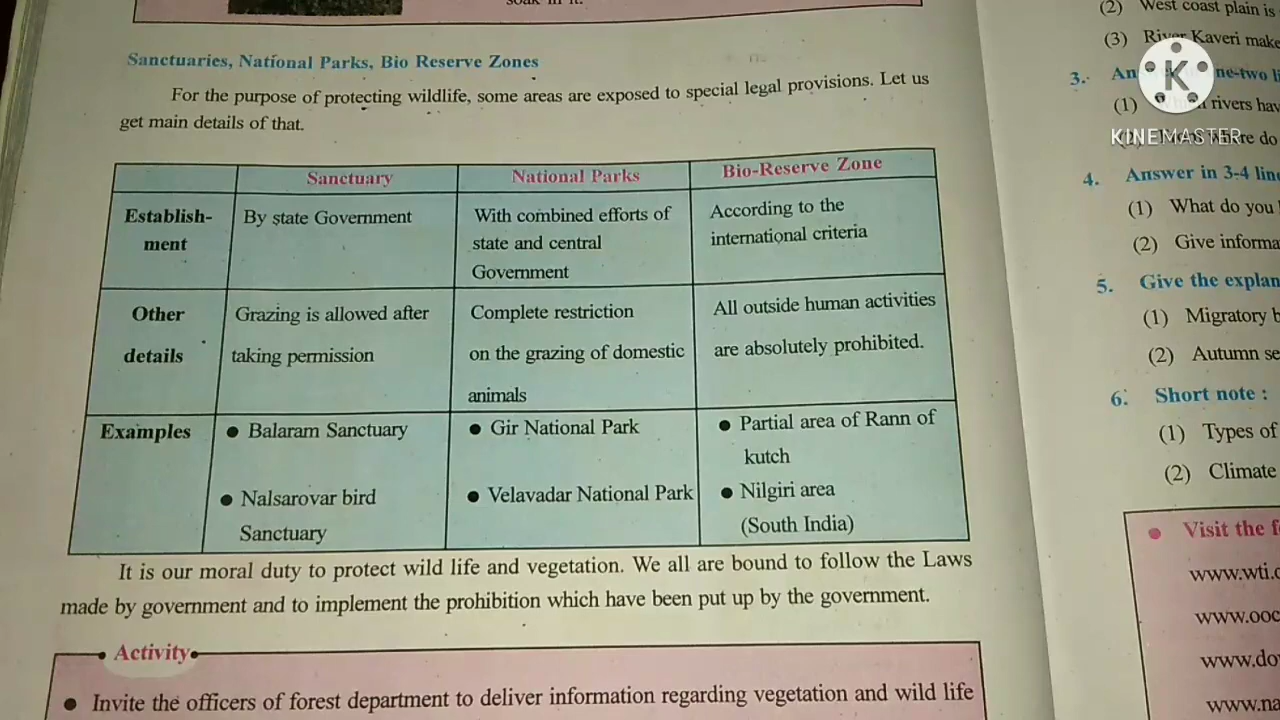 soak in it.
Sanctuaries, National Parks, Bio Reserve Zones
For the purpose of protecting wildlife, some areas are exposed to special legal provisions. Let us
get main details of that.
Sanctuary National Parks Bio-Reserve Zone
Establish-
ment
By state Government
With combined efforts of
state and central
Government
According to the
international criteria
Other
details
Grazing is allowed after
taking permission
Complete restriction
on the grazing of domestic
animals
All outside human activities
are absolutely prohibited.
Examples
• Balaram Sanctuary
• Nalsarovar bird
Sanctuary
• Gir National Park
• Velavadar National Park
• Partial area of Rann of
kutch
• Nilgiri area
(South India)
It is our moral duty to protect wild life and vegetation. We all are bound to follow the Laws
made by government and to implement the prohibition which have been put up by the government.
• Activity •
• Invite the officers of forest department to deliver information regarding vegetation and wild life
(2) West coast plain is
(3) River Kaveri make
3. An ne-two li
(1) rivers hav
re do
4. Answer in 3-4 line
(1) What do you
(2) Give informa
5. Give the explan
(1) Migratory b
(2) Autumn se
6. Short note :
(1) Types of
(2) Climate
• Visit the f
www.wti.o
www.ooc
www.do
www.na
K
KINEMASTER